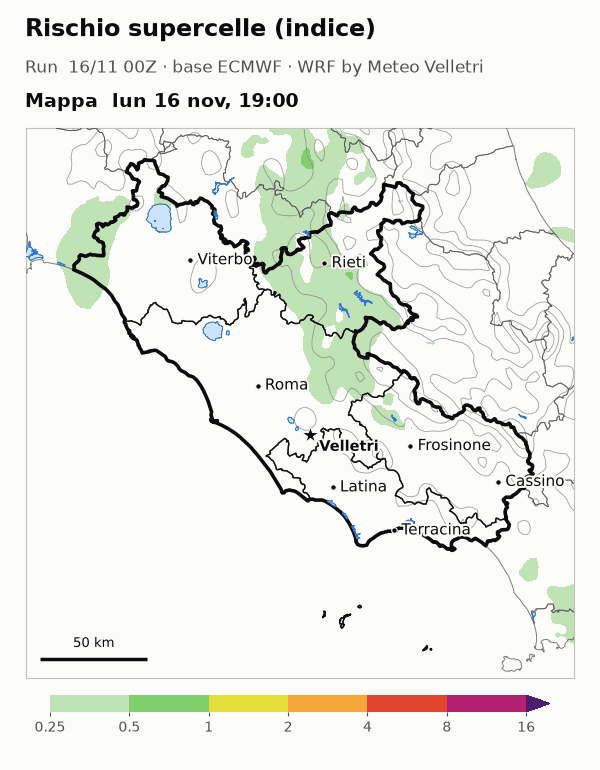 Rischio supercelle (indice)
Run  16/11 00Z · base ECMWF · WRF by Meteo Velletri
Mappa  lun 16 nov, 19:00
Viterbo
Rieti
Roma
Velletri
Frosinone
Cassino
Latina
Terracina
50 km
0.25 0.5 1 2 4 8 16